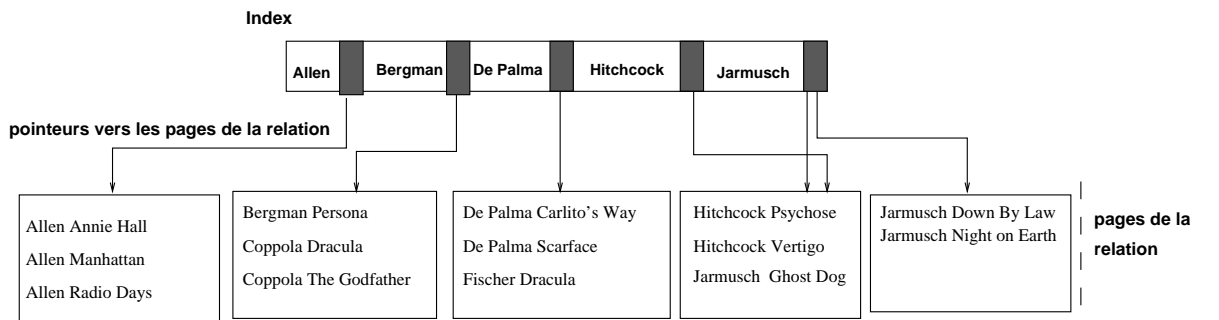 Index
Allen Bergman De Palma Hitchcock Jarmusch
pointeurs vers les pages de la relation
Allen Annie Hall
Allen Manhattan
Allen Radio Days
Bergman Persona
Coppola Dracula
Coppola The Godfather
De Palma Carlito's Way
De Palma Scarface
Fischer Dracula
Hitchcock Psychose
Hitchcock Vertigo
Jarmusch Ghost Dog
Jarmusch Down By Law
Jarmusch Night on Earth
pages de la
relation